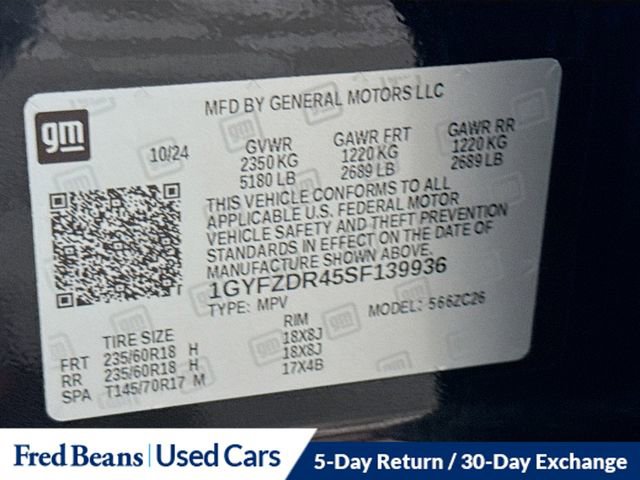 MFD BY GENERAL MOTORS LLC
gm
10/24
GVWR GAWR FRT GAWR RR
2350 KG 1220 KG 1220 KG
5180 LB 2689 LB 2689 LB
THIS VEHICLE CONFORMS TO ALL
APPLICABLE U.S. FEDERAL MOTOR
VEHICLE SAFETY AND THEFT PREVENTION
STANDARDS IN EFFECT ON THE DATE OF
MANUFACTURE SHOWN ABOVE.
1GYFZDR45SF139936
TYPE: MPV MODEL: 566ZC26
TIRE SIZE RIM
FRT 235/60R18 H 18X8J
RR 235/60R18 H 18X8J
SPA T145/70R17 M 17X4B
Fred Beans | Used Cars
5-Day Return / 30-Day Exchange